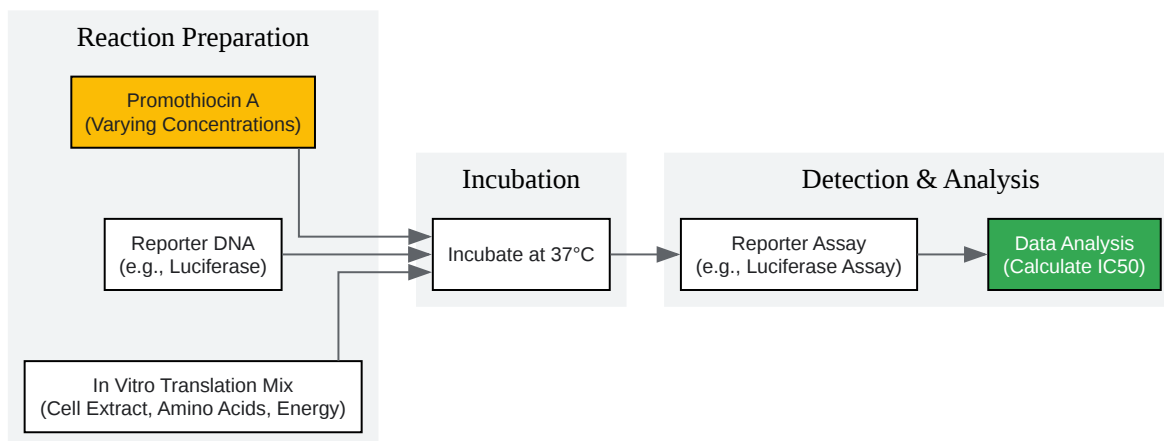 Reaction Preparation
Promothiocin A
(Varying Concentrations)
Reporter DNA
(e.g., Luciferase)
In Vitro Translation Mix
(Cell Extract, Amino Acids, Energy)
Incubation
Incubate at 37°C
Detection & Analysis
Reporter Assay
(e.g., Luciferase Assay)
Data Analysis
(Calculate IC50)